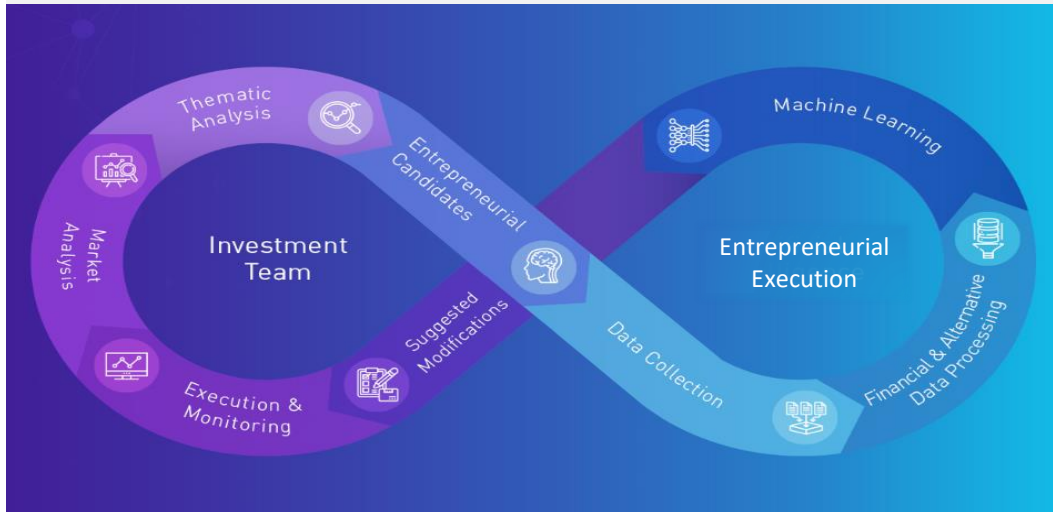 Thematic
Analysis
Market
Analysis
Investment
Team
Execution &
Monitoring
Suggested
Modifications
Entrepreneurial
Candidates
Machine Learning
Entrepreneurial
Execution
Data Collection
Financial & Alternative
Data Processing